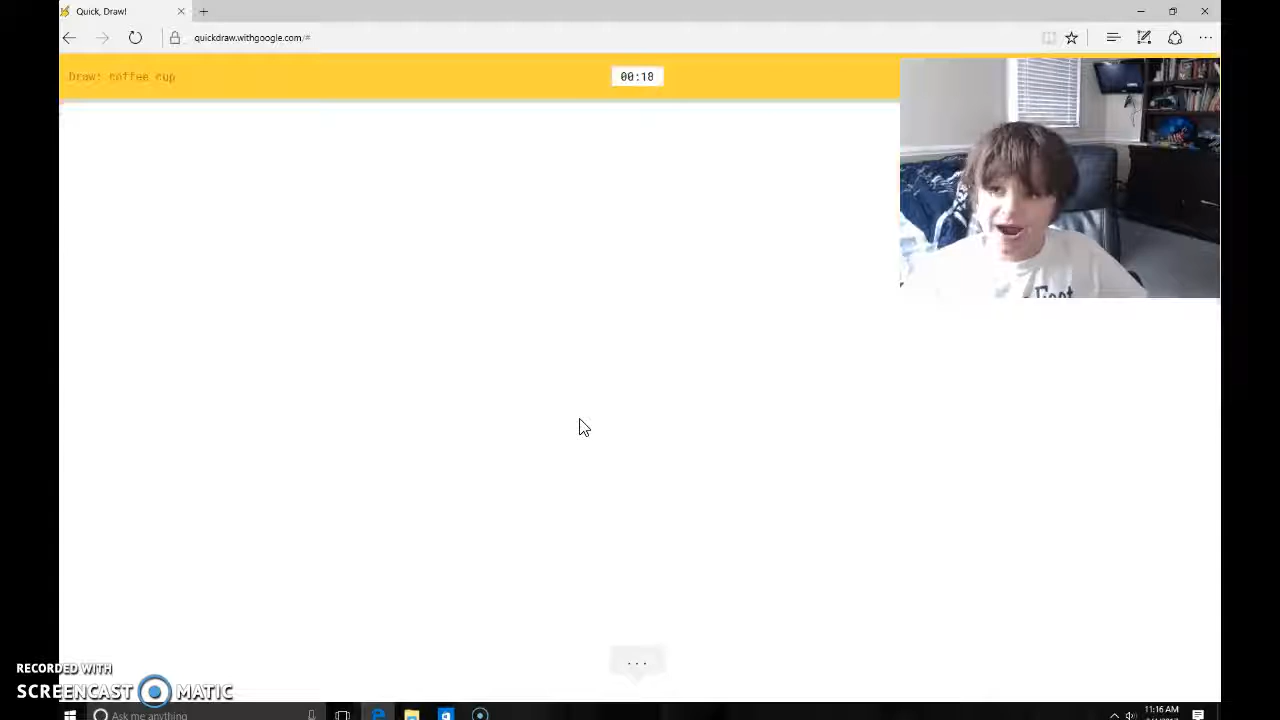 Quick, Draw!
quickdraw.withgoogle.com/#
Draw: coffee cup
00:18
...
RECORDED WITH
SCREENCAST MATIC
Ask me anything
11:16 AM